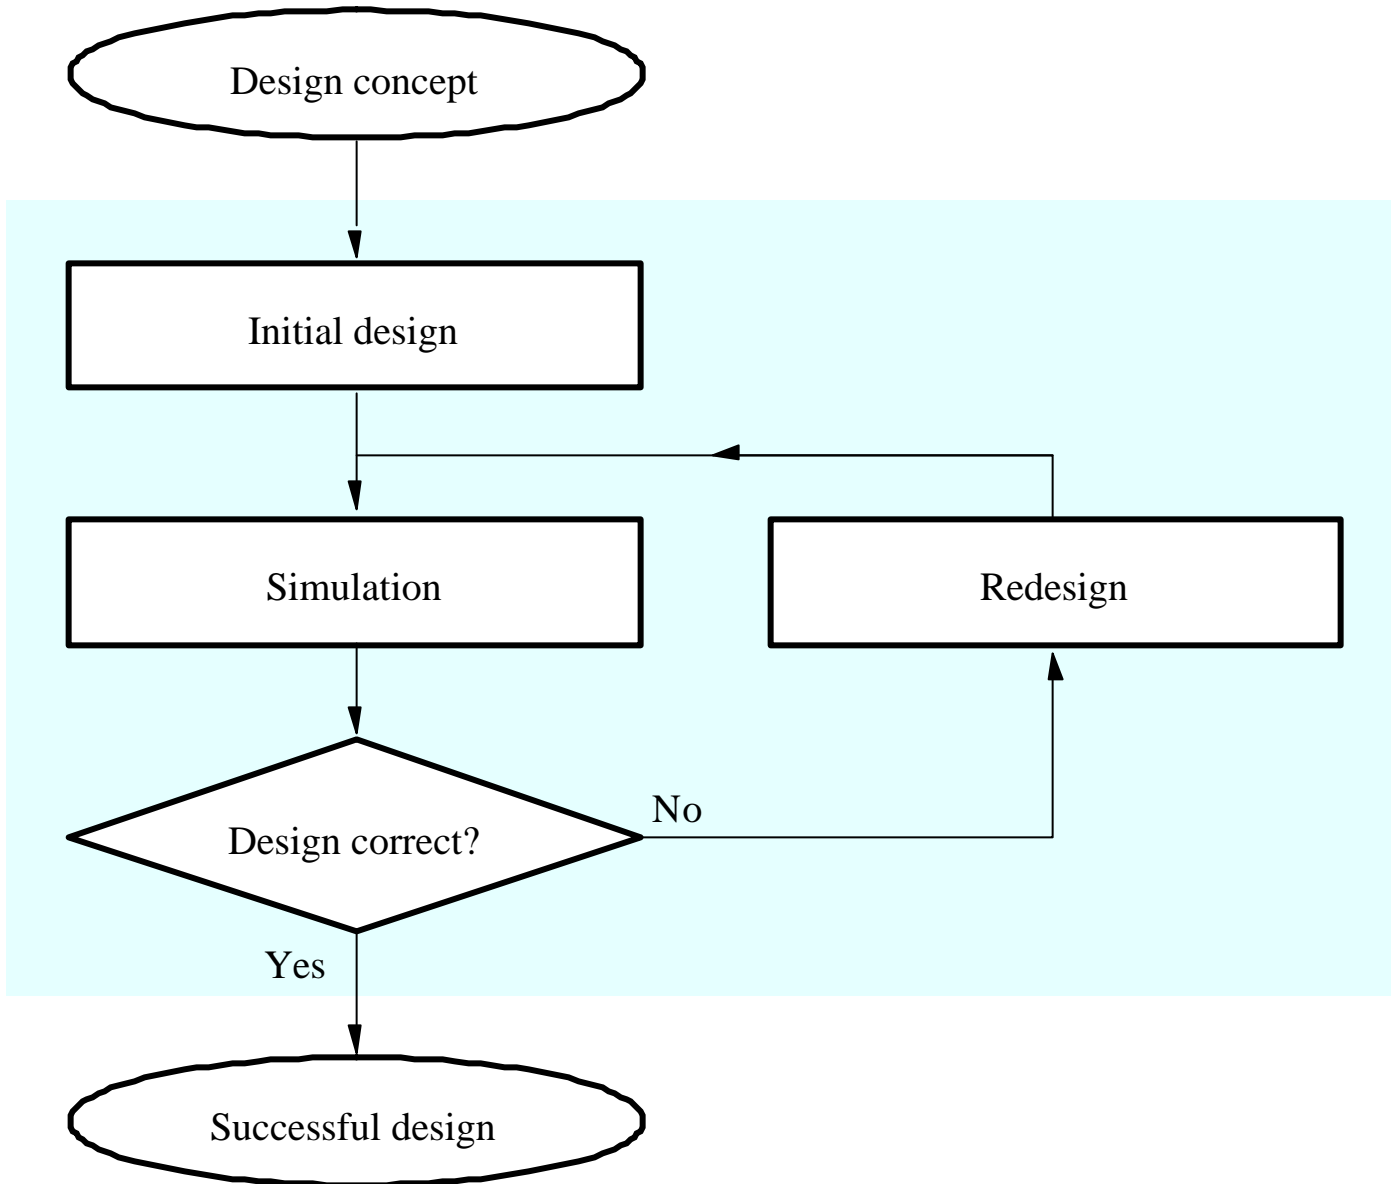 Design concept
Initial design
Simulation
Redesign
Design correct?
No
Yes
Successful design